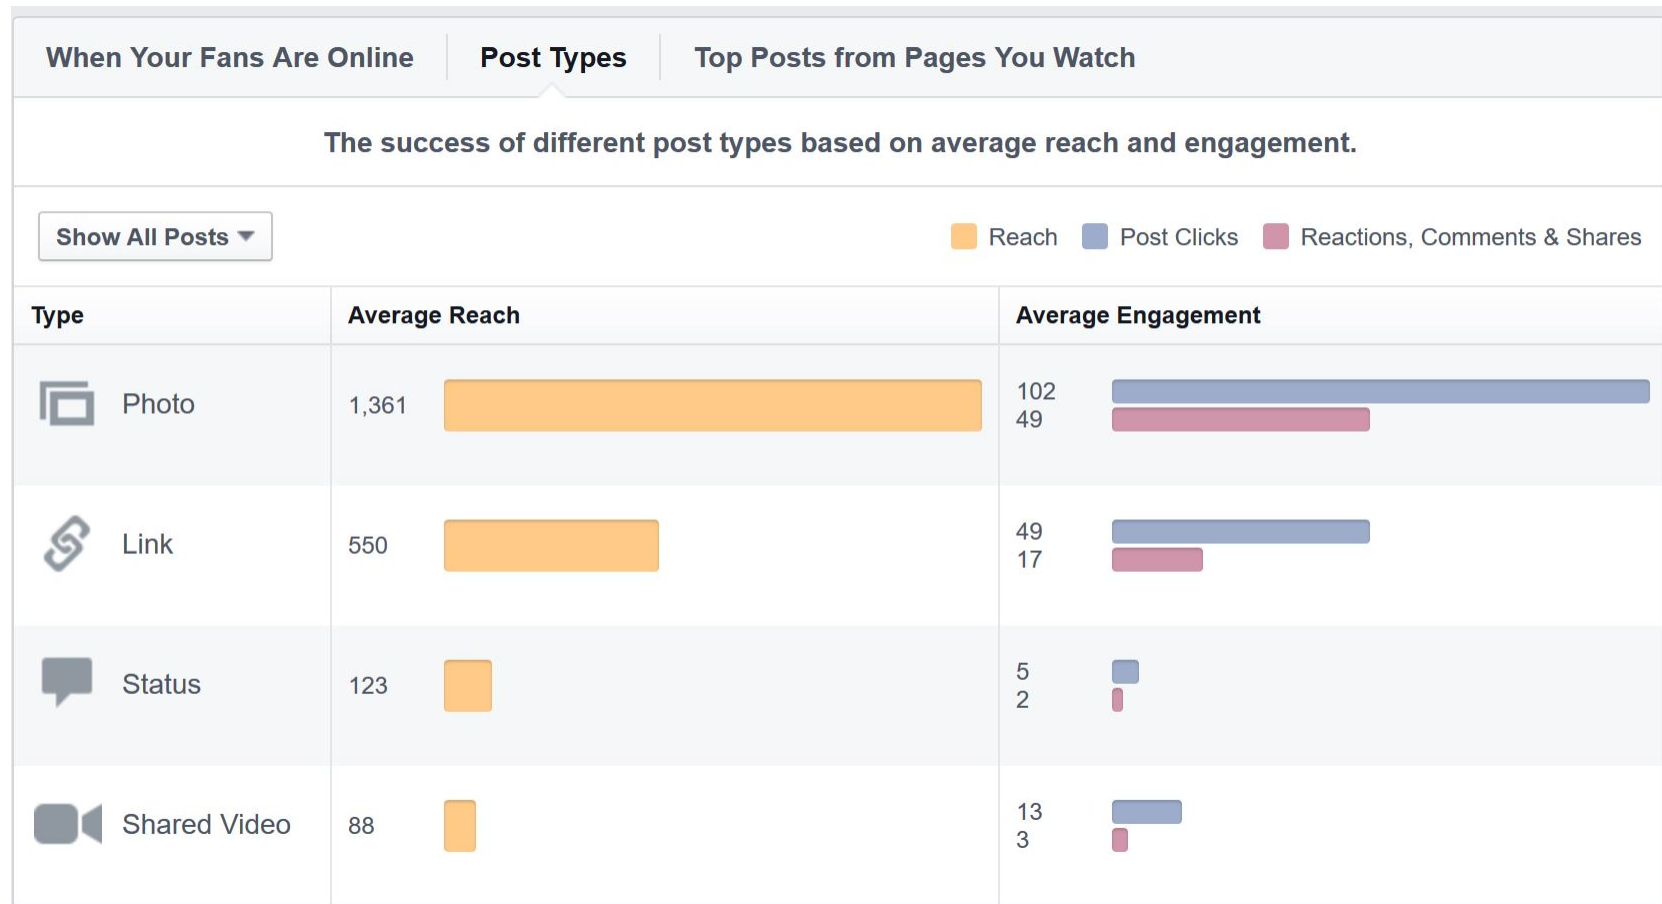 When Your Fans Are Online
Post Types
Top Posts from Pages You Watch
The success of different post types based on average reach and engagement.
Show All Posts
Reach
Post Clicks
Reactions, Comments & Shares
Type
Average Reach
Average Engagement
Photo
1,361
102
49
Link
550
49
17
Status
123
5
2
Shared Video
88
13
3